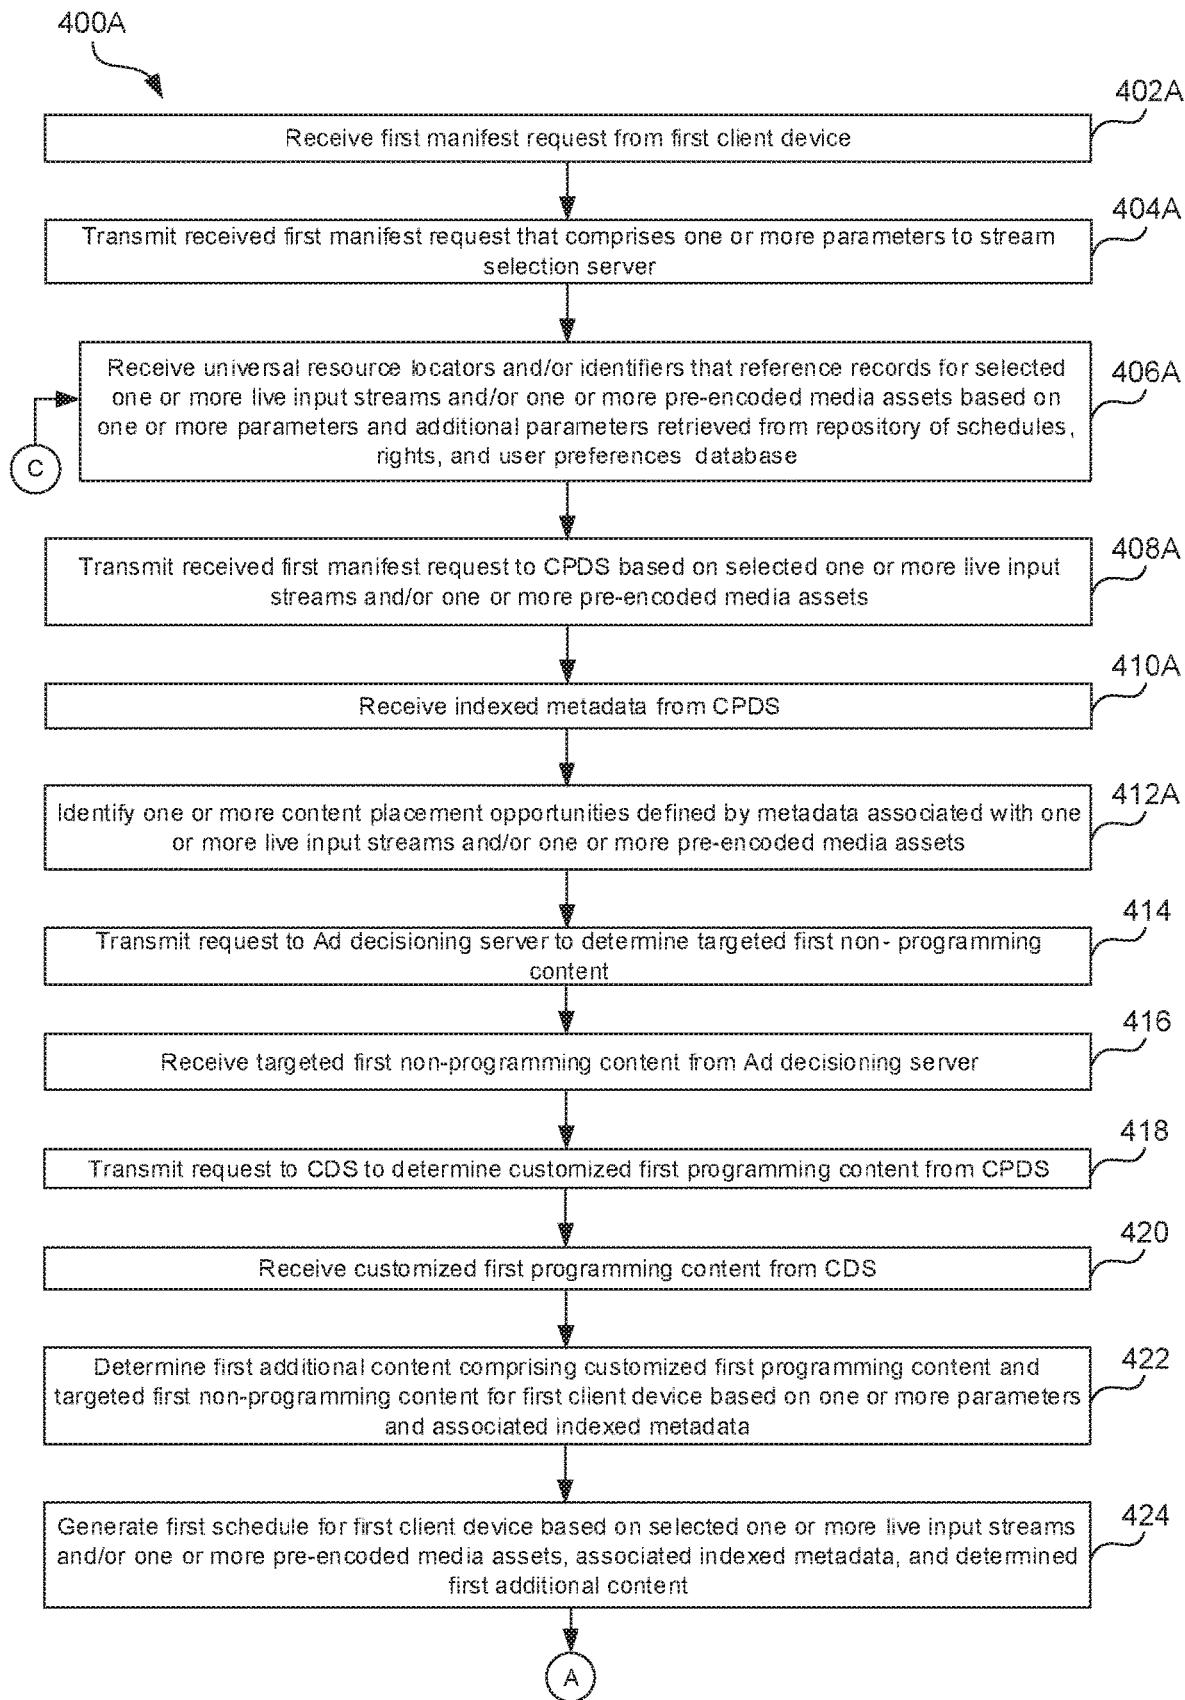 400A
402A
Receive first manifest request from first client device
404A
Transmit received first manifest request that comprises one or more parameters to stream
selection server
406A
Receive universal resource locators and/or identifiers that reference records for selected
one or more live input streams and/or one or more pre-encoded media assets based on
one or more parameters and additional parameters retrieved from repository of schedules,
rights, and user preferences database
C
408A
Transmit received first manifest request to CPDS based on selected one or more live input
streams and/or one or more pre-encoded media assets
410A
Receive indexed metadata from CPDS
412A
Identify one or more content placement opportunities defined by metadata associated with one
or more live input streams and/or one or more pre-encoded media assets
414
Transmit request to Ad decisioning server to determine targeted first non- programming
content
416
Receive targeted first non-programming content from Ad decisioning server
418
Transmit request to CDS to determine customized first programming content from CPDS
420
Receive customized first programming content from CDS
422
Determine first additional content comprising customized first programming content and
targeted first non-programming content for first client device based on one or more parameters
and associated indexed metadata
424
Generate first schedule for first client device based on selected one or more live input streams
and/or one or more pre-encoded media assets, associated indexed metadata, and determined
first additional content
A